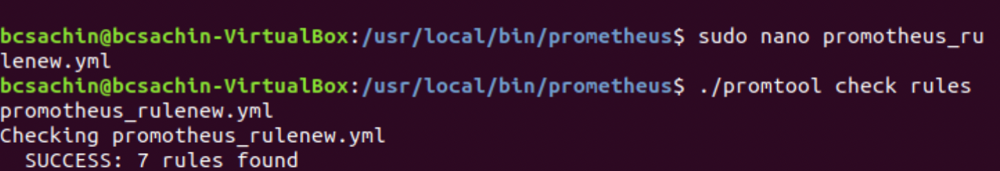 bcsachin@bcsachin-VirtualBox:/usr/local/bin/prometheus$ sudo nano promotheus_ru
lenew.yml
bcsachin@bcsachin-VirtualBox:/usr/local/bin/prometheus$ ./promtool check rules
promotheus_rulenew.yml
Checking promotheus_rulenew.yml
  SUCCESS: 7 rules found